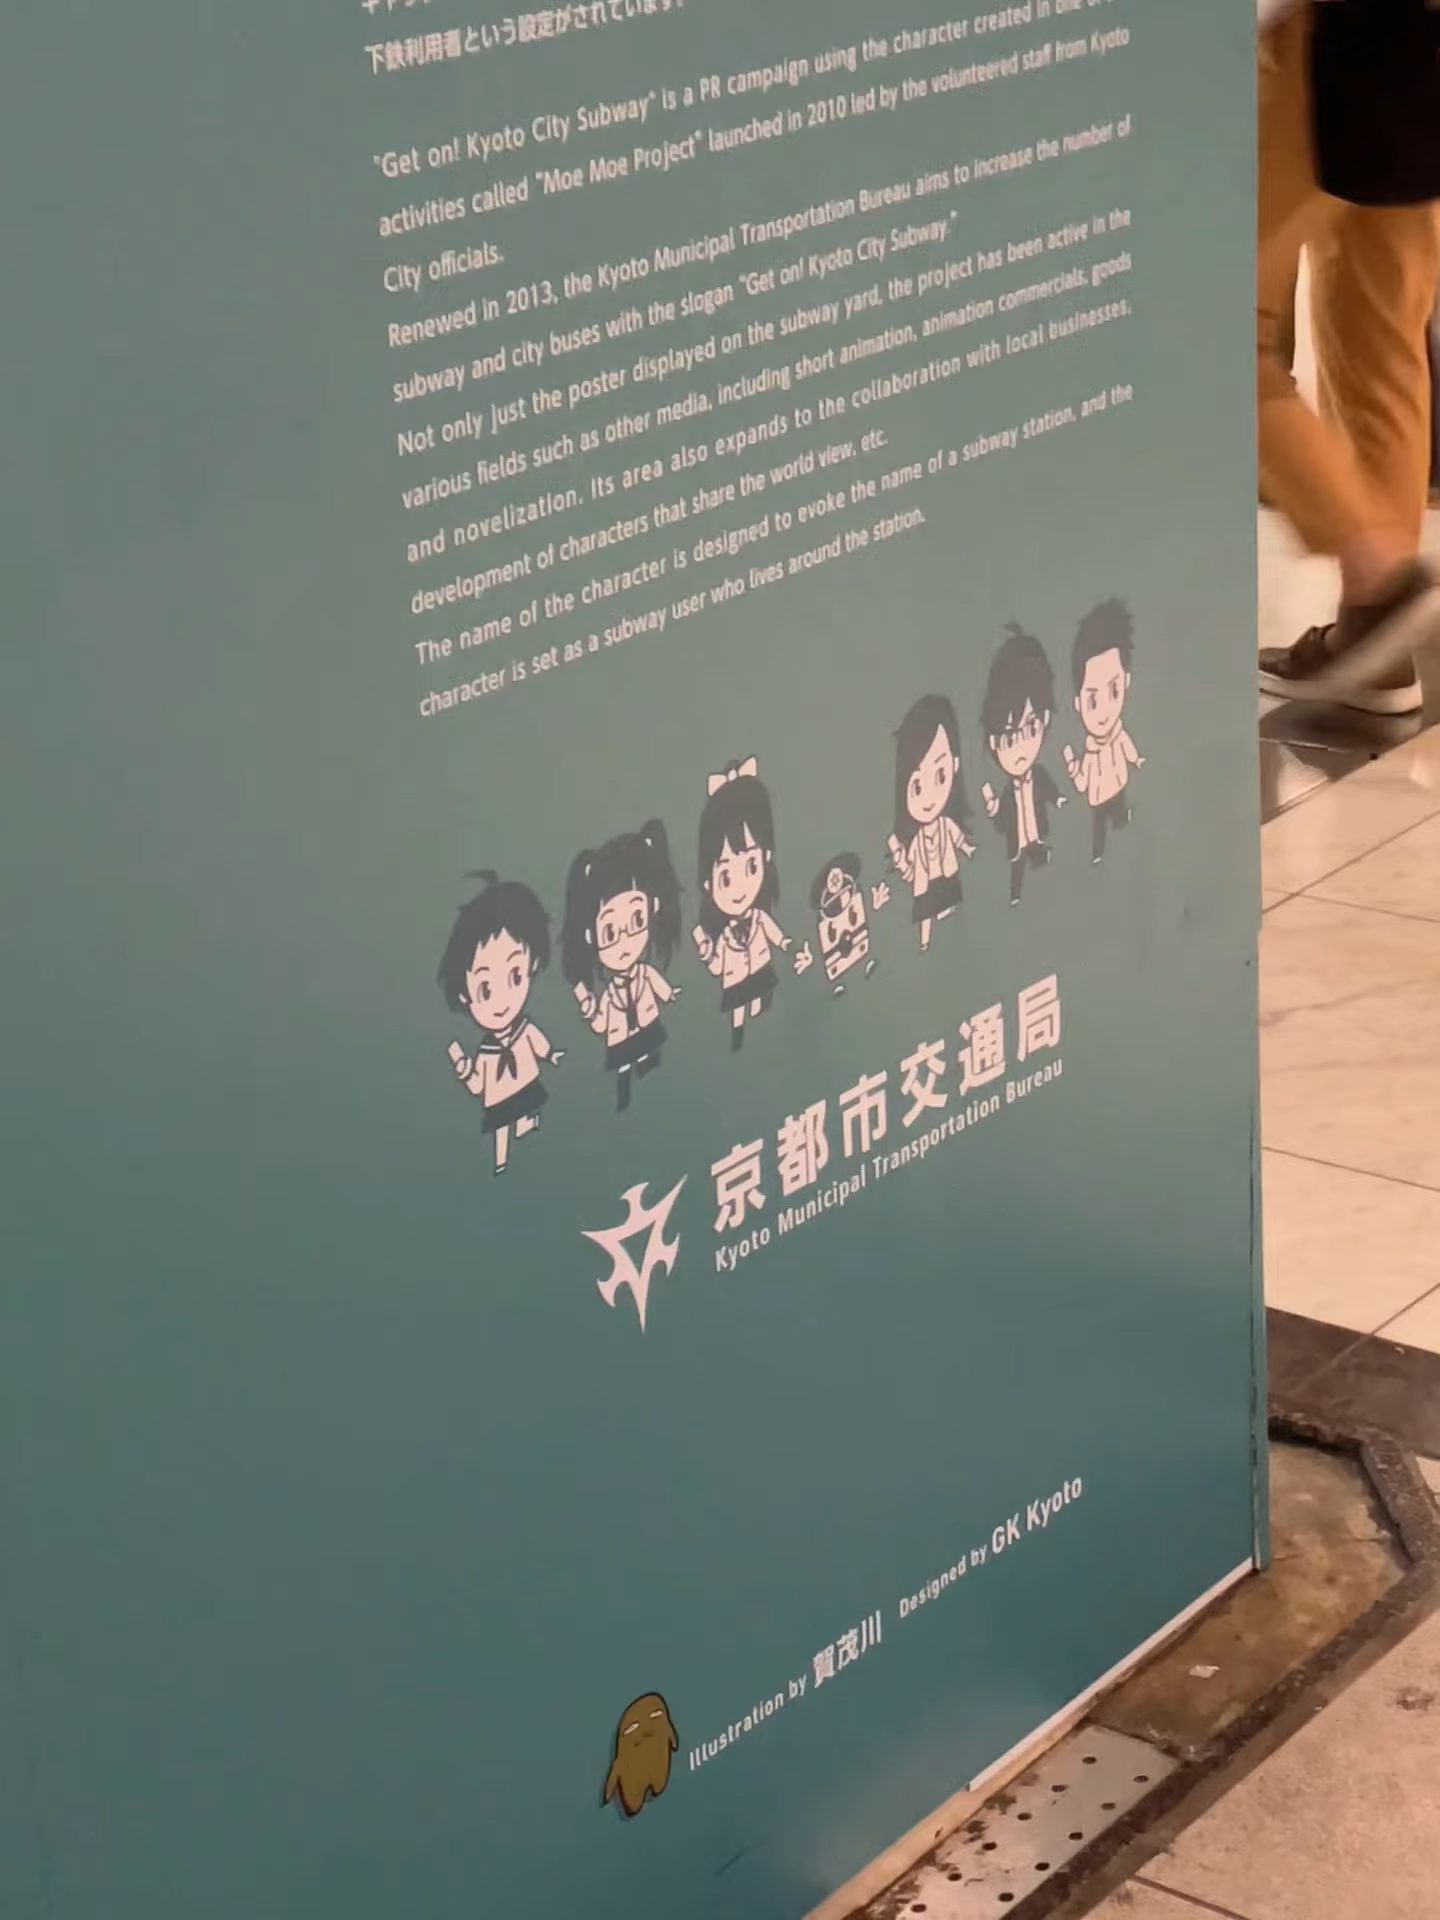 下鉄利用者という設定がされています。
"Get on! Kyoto City Subway" is a PR campaign using the character created in one of
activities called "Moe Moe Project" launched in 2010 led by the volunteered staff from Kyoto
City officials.
Renewed in 2013, the Kyoto Municipal Transportation Bureau aims to increase the number of
subway and city buses with the slogan "Get on! Kyoto City Subway."
Not only just the poster displayed on the subway yard, the project has been active in the
various fields such as other media, including short animation, animation commercials, goods
and novelization. Its area also expands to the collaboration with local businesses,
development of characters that share the world view, etc.
The name of the character is designed to evoke the name of a subway station, and the
character is set as a subway user who lives around the station.
京都市交通局
Kyoto Municipal Transportation Bureau
Illustration by 賀茂川 Designed by GK Kyoto